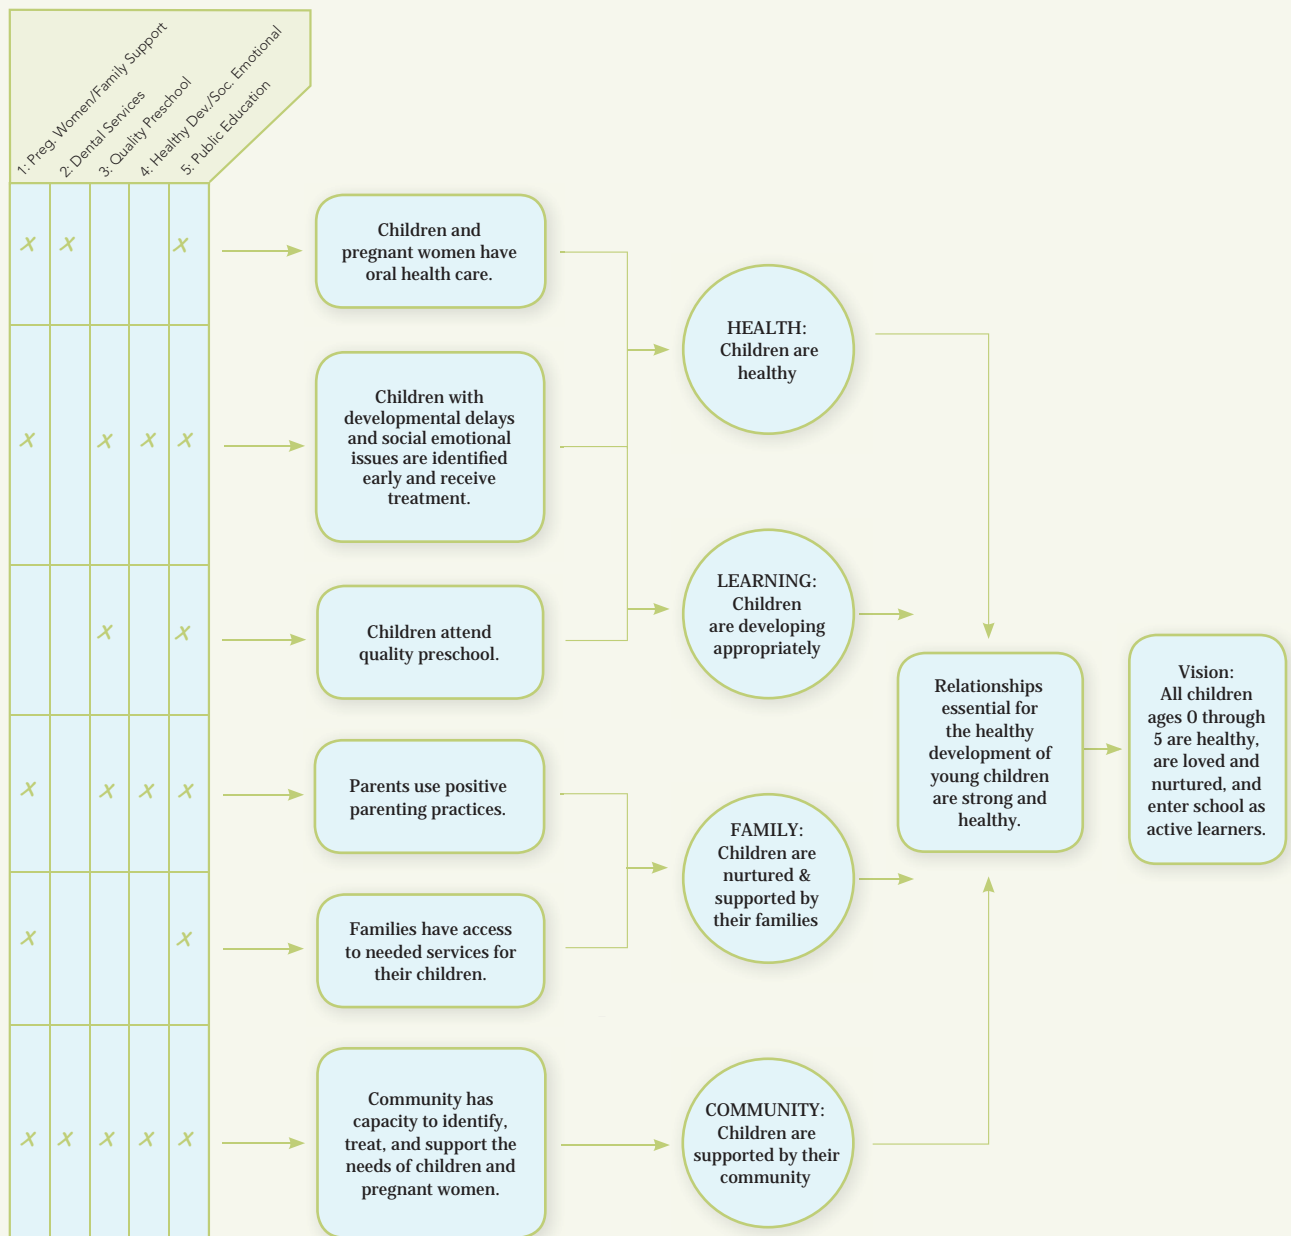 1: Preg. Women/Family Support
2: Dental Services
3: Quality Preschool
4: Healthy Dev./Soc. Emotional
5: Public Education
X X X
Children and
pregnant women have
oral health care.
HEALTH:
Children are
healthy
X X X X
Children with
developmental delays
and social emotional
issues are identified
early and receive
treatment.
LEARNING:
Children
are developing
appropriately
X X
Children attend
quality preschool.
Relationships
essential for
the healthy
development of
young children
are strong and
healthy.
Vision:
All children
ages 0 through
5 are healthy,
are loved and
nurtured, and
enter school as
active learners.
X X X X
Parents use positive
parenting practices.
FAMILY:
Children are
nurtured &
supported by
their families
X X
Families have access
to needed services for
their children.
X X X X X
Community has
capacity to identify,
treat, and support the
needs of children and
pregnant women.
COMMUNITY:
Children are
supported by their
community